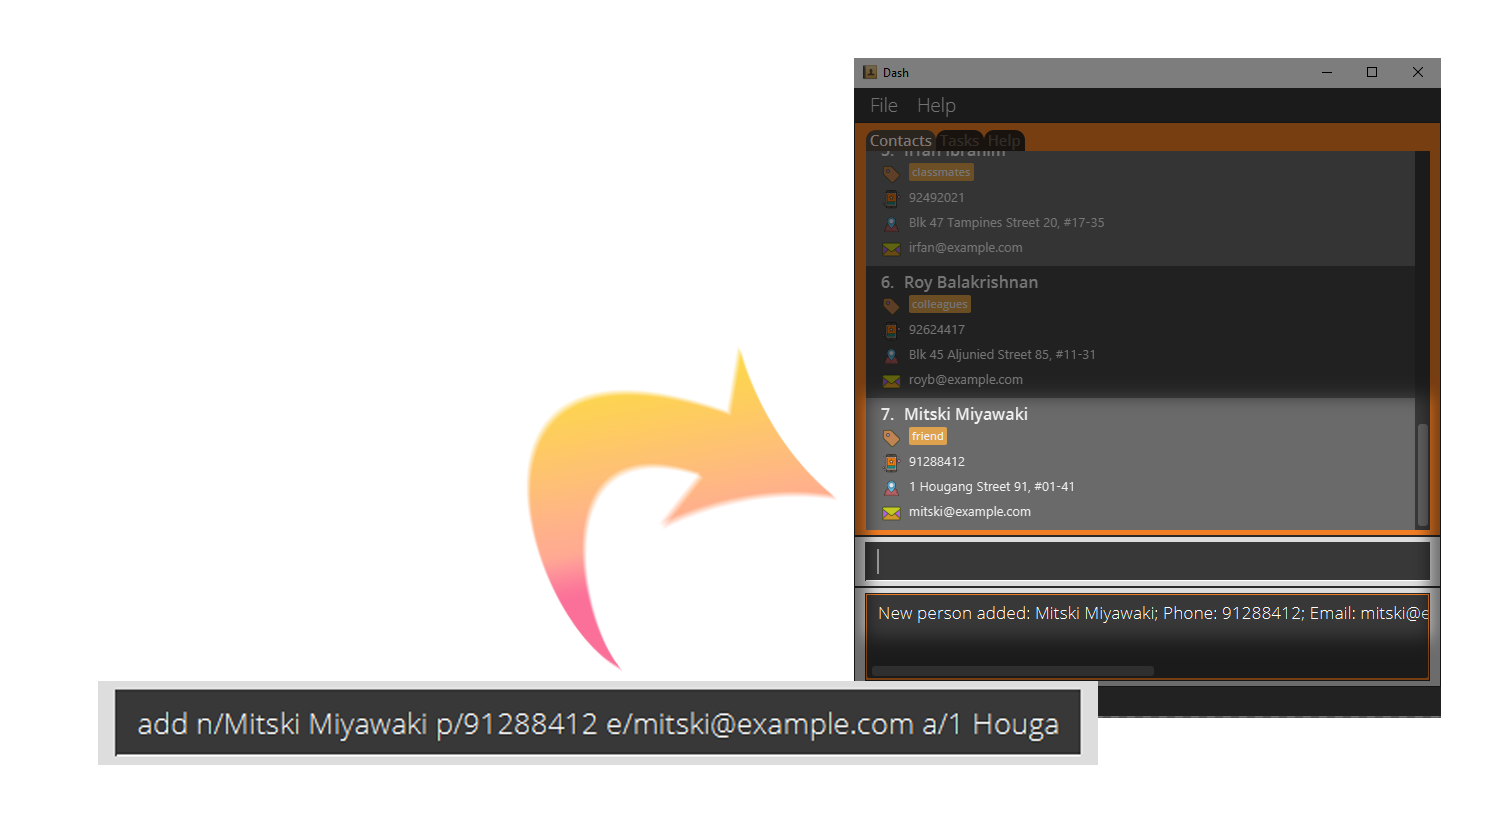 Dash
File Help
Contacts Tasks Help
5. Irfan Ibrahim
classmates
92492021
Blk 47 Tampines Street 20, #17-35
irfan@example.com
6. Roy Balakrishnan
colleagues
92624417
Blk 45 Aljunied Street 85, #11-31
royb@example.com
7. Mitski Miyawaki
friend
91288412
1 Hougang Street 91, #01-41
mitski@example.com
New person added: Mitski Miyawaki; Phone: 91288412; Email: mitski@e
add n/Mitski Miyawaki p/91288412 e/mitski@example.com a/1 Houga